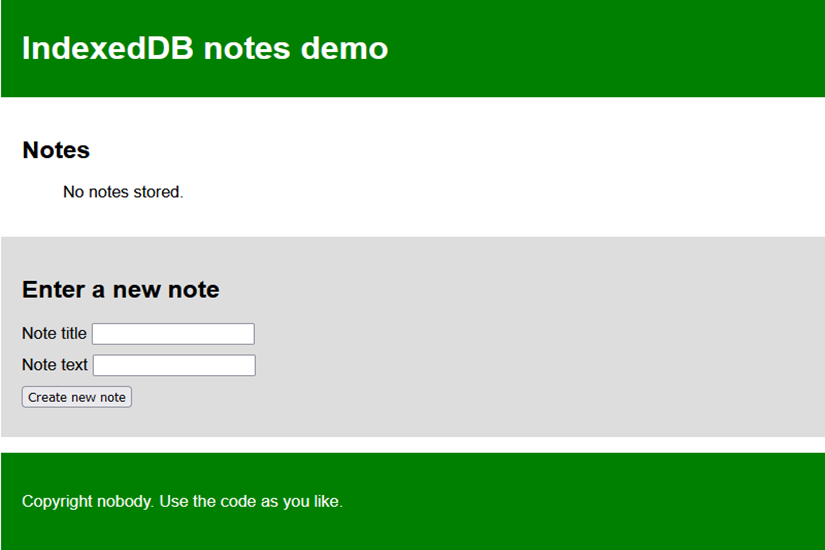 IndexedDB notes demo
Notes
No notes stored.
Enter a new note
Note title
Note text
Create new note
Copyright nobody. Use the code as you like.